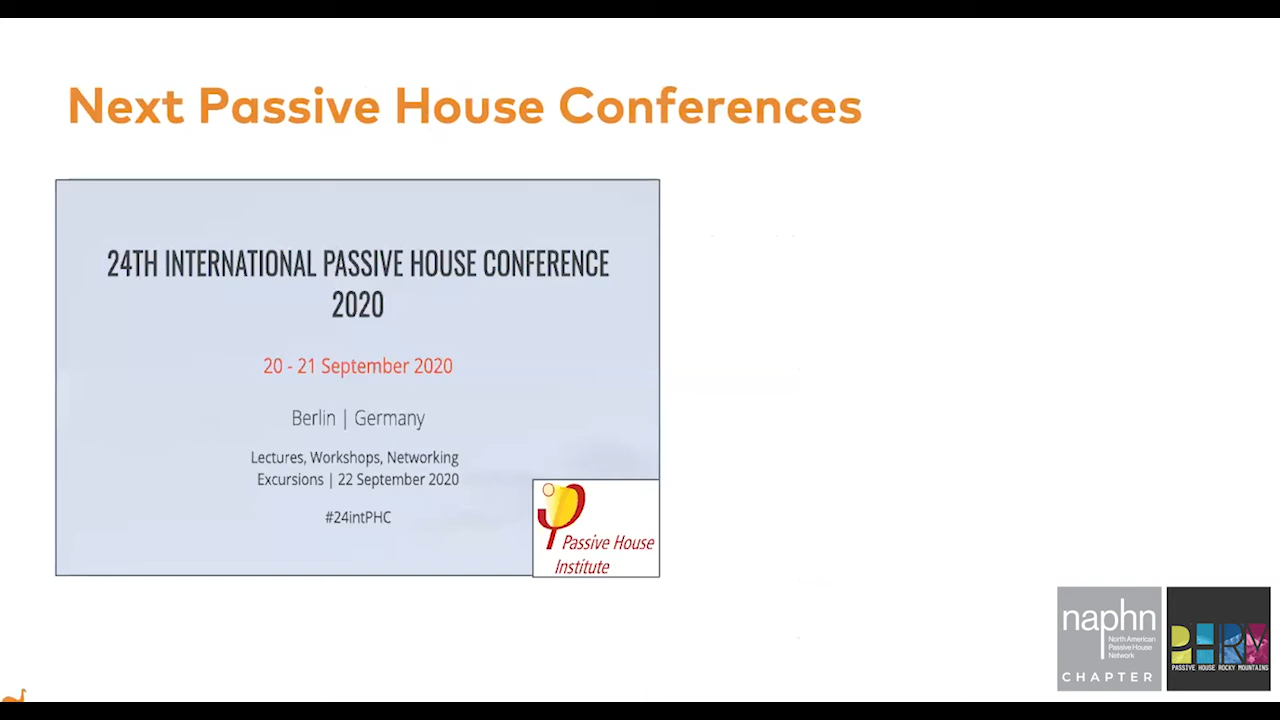 Next Passive House Conferences
24TH INTERNATIONAL PASSIVE HOUSE CONFERENCE
2020
20 - 21 September 2020
Berlin | Germany
Lectures, Workshops, Networking
Excursions | 22 September 2020
#24intPHC
Passive House
Institute
naphn
North American
Passive House
Network
CHAPTER
PHRM
PASSIVE HOUSE ROCKY MOUNTAINS